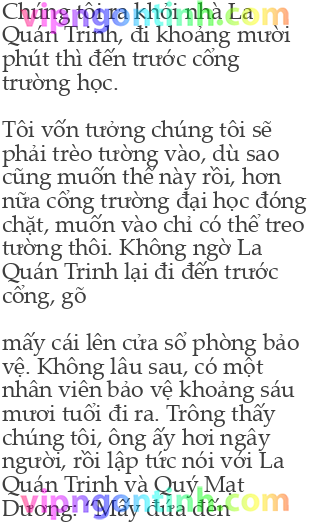 vipngontinh.com
Chúng tôi ra khỏi nhà La
Quán Trinh, đi khoảng mười
phút thì đến trước cổng
trường học.
Tôi vốn tưởng chúng tôi sẽ
phải trèo tường vào, dù sao
cũng muốn thế này rồi, hơn
nữa cổng trường đại học đóng
chặt, muốn vào chỉ có thể treo
tường thôi. Không ngờ La
Quán Trinh lại đi đến trước
cổng, gõ
mấy cái lên cửa sổ phòng bảo
vệ. Không lâu sau, có một
nhân viên bảo vệ khoảng sáu
mươi tuổi đi ra. Trông thấy
chúng tôi, ông ấy hơi ngây
người, rồi lập tức nói với La
Quán Trinh và Quý Mạt
Dương: “Mấy đứa đến
vipngontinh.com